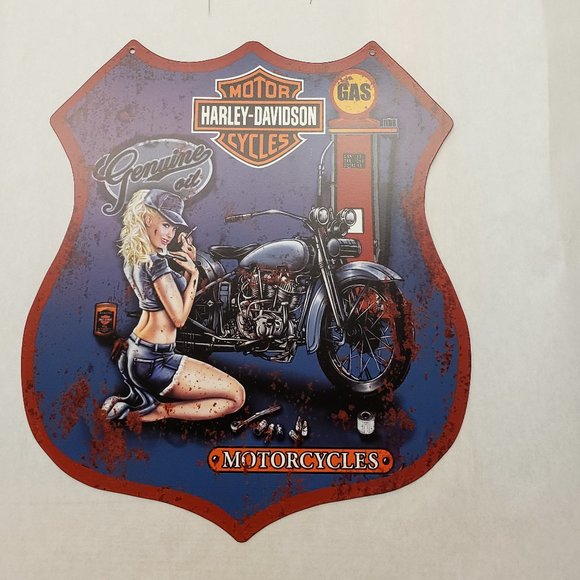 MOTOR
HARLEY-DAVIDSON
CYCLES
GAS
Genuine
oil
MOTORCYCLES